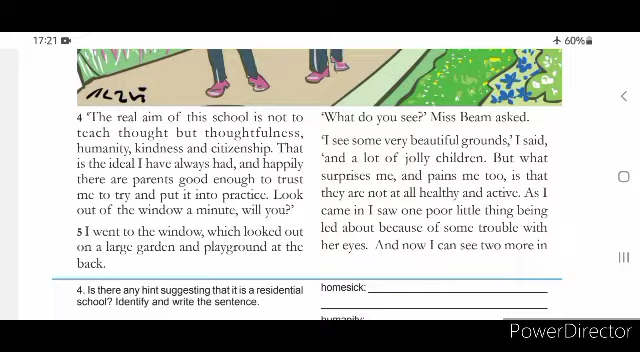 17:21
60%
4 ‘The real aim of this school is not to
teach thought but thoughtfulness,
humanity, kindness and citizenship. That
is the ideal I have always had, and happily
there are parents good enough to trust
me to try and put it into practice. Look
out of the window a minute, will you?’
5 I went to the window, which looked out
on a large garden and playground at the
back.
‘What do you see?’ Miss Beam asked.
‘I see some very beautiful grounds,’ I said,
‘and a lot of jolly children. But what
surprises me, and pains me too, is that
they are not at all healthy and active. As I
came in I saw one poor little thing being
led about because of some trouble with
her eyes. And now I can see two more in
4. Is there any hint suggesting that it is a residential
school? Identify and write the sentence.
homesick:
humanity:
PowerDirector